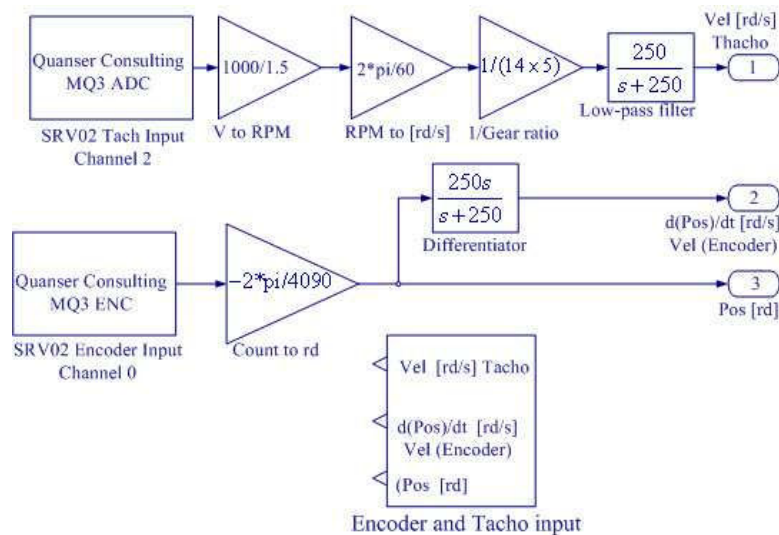 Vel [rd/s]
Thacho
Quanser Consulting
MQ3 ADC
1000/1.5
2*pi/60
1/(14 x 5)
250
s+250
1
SRV02 Tach Input
Channel 2
V to RPM
RPM to [rd/s]
1/Gear ratio
Low-pass filter
250s
s+250
2
Differentiator
d(Pos)/dt [rd/s]
Vel (Encoder)
Quanser Consulting
MQ3 ENC
-2*pi/4090
3
Pos [rd]
SRV02 Encoder Input
Channel 0
Count to rd
Vel [rd/s] Tacho
d(Pos)/dt [rd/s]
Vel (Encoder)
(Pos [rd]
Encoder and Tacho input